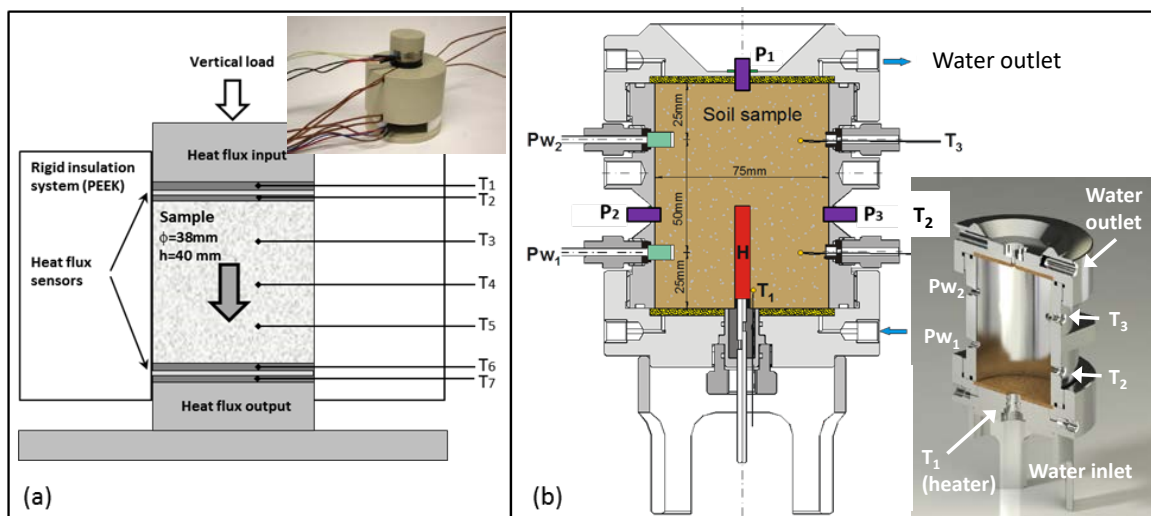 Vertical load
Heat flux input
Rigid insulation
system (PEEK)
T1
T2
Sample
ϕ=38mm
h=40 mm
T3
Heat flux
sensors
T4
T5
T6
T7
Heat flux output
(a)
P1
Water outlet
25mm
Soil sample
Pw2
T3
75mm
P2
50mm
P3
T2
H
Pw1
25mm
T1
(b)
Water
outlet
Pw2
T3
Pw1
T2
T1
(heater)
Water inlet